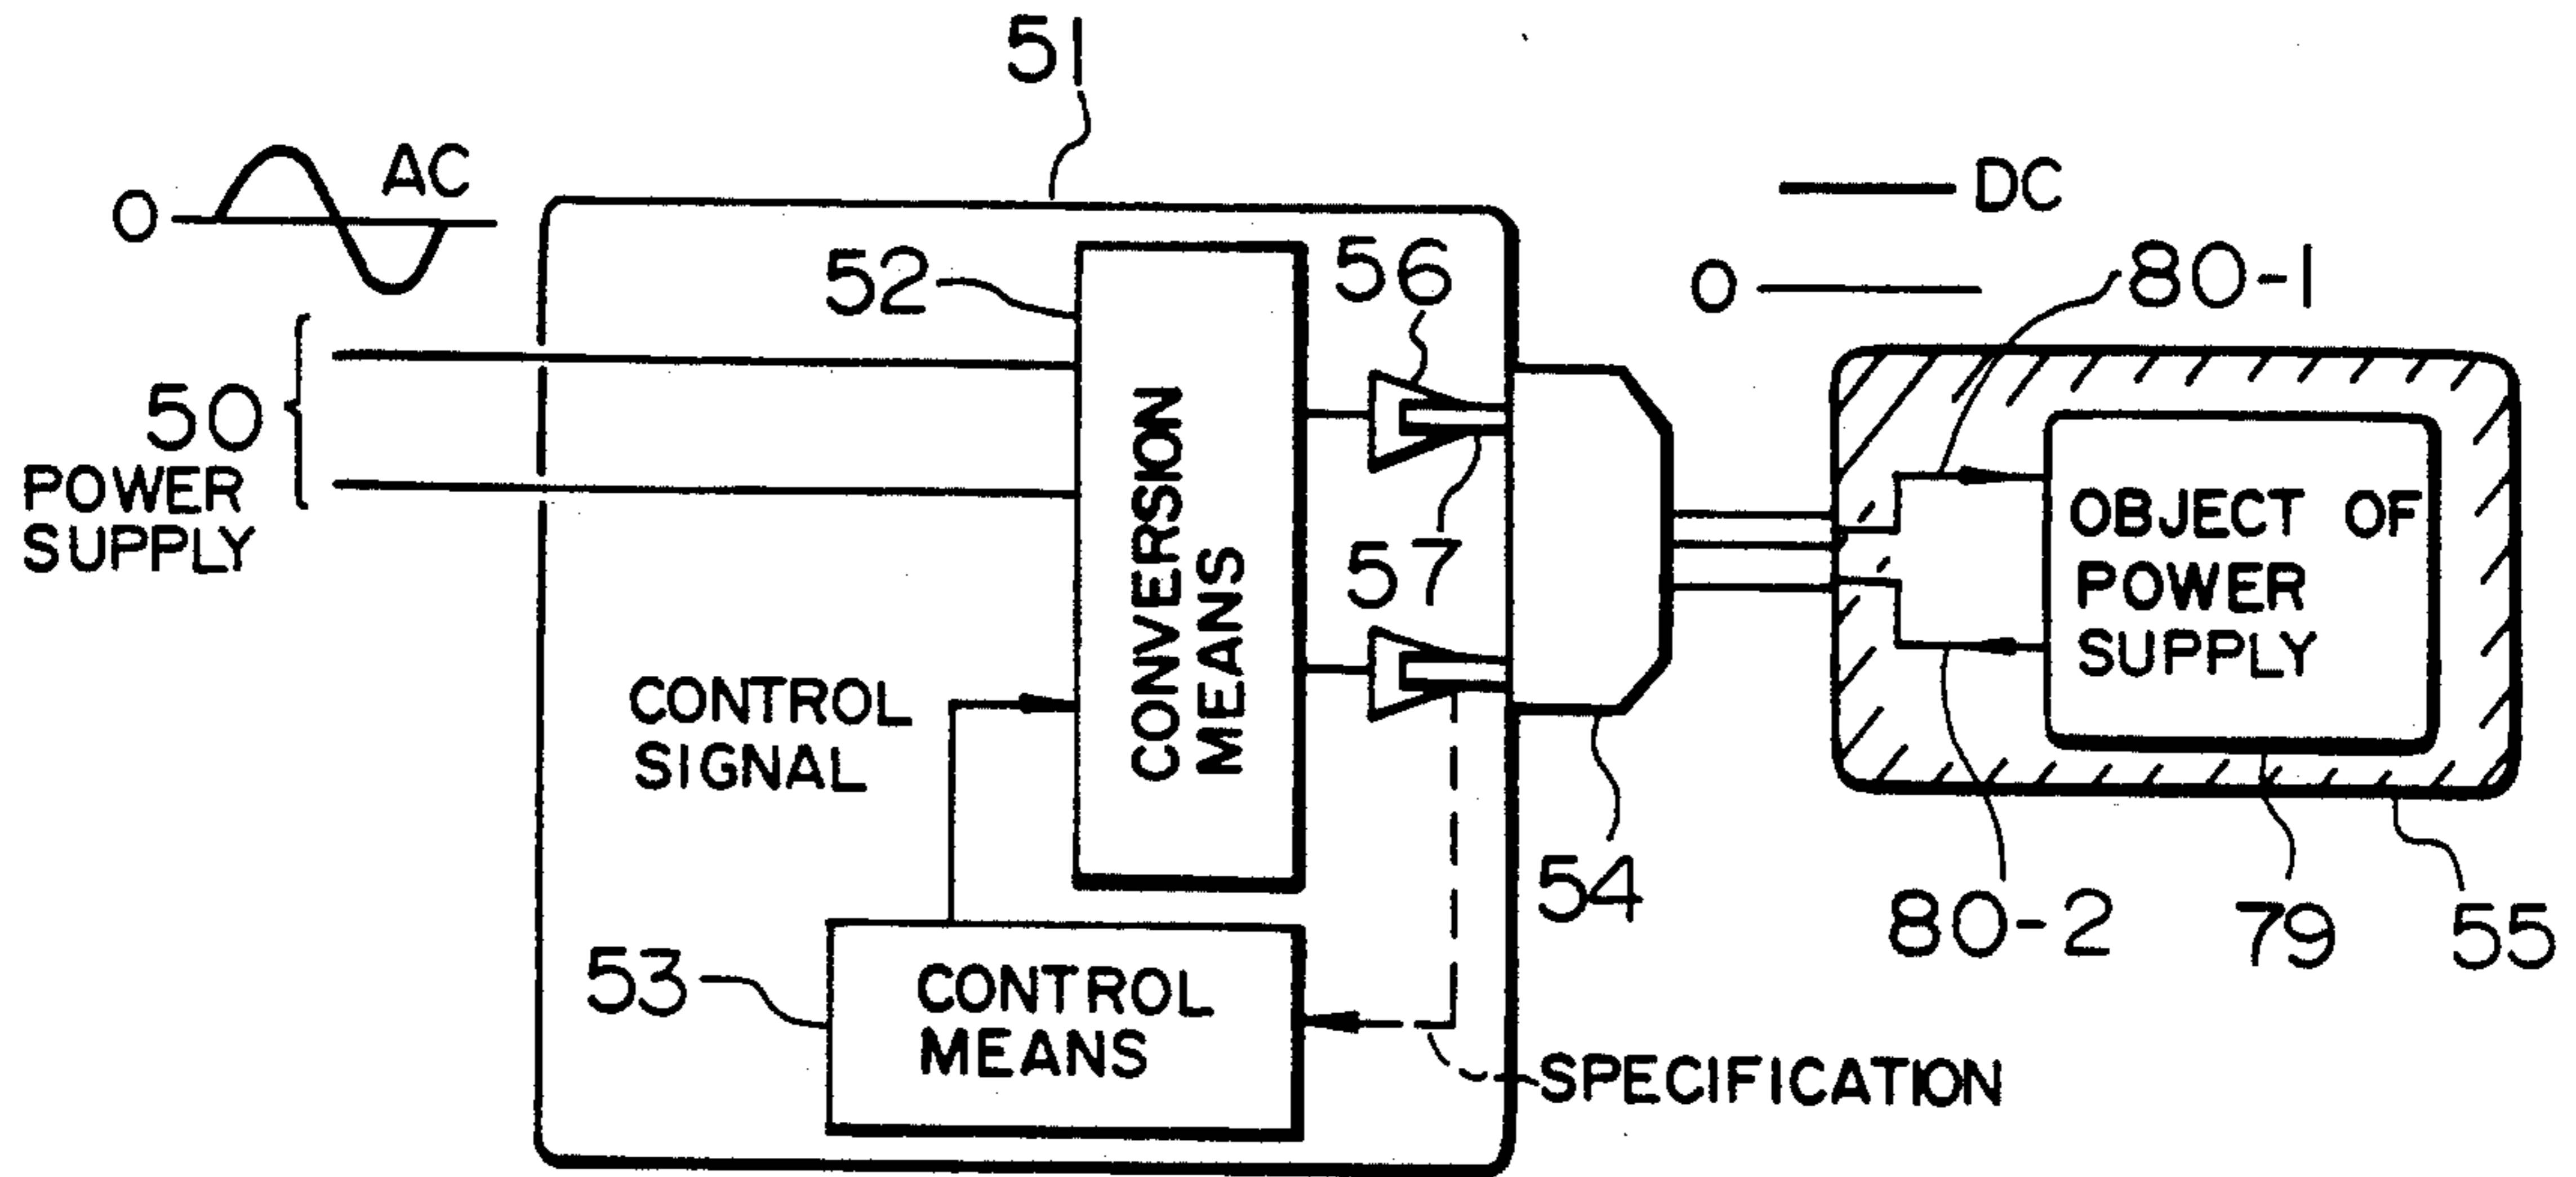 51
AC
0
DC
52
56
0
80-1
50
POWER
SUPPLY
CONVERSION
MEANS
57
OBJECT OF
POWER
SUPPLY
CONTROL
SIGNAL
54
80-2
79
55
53
CONTROL
MEANS
SPECIFICATION